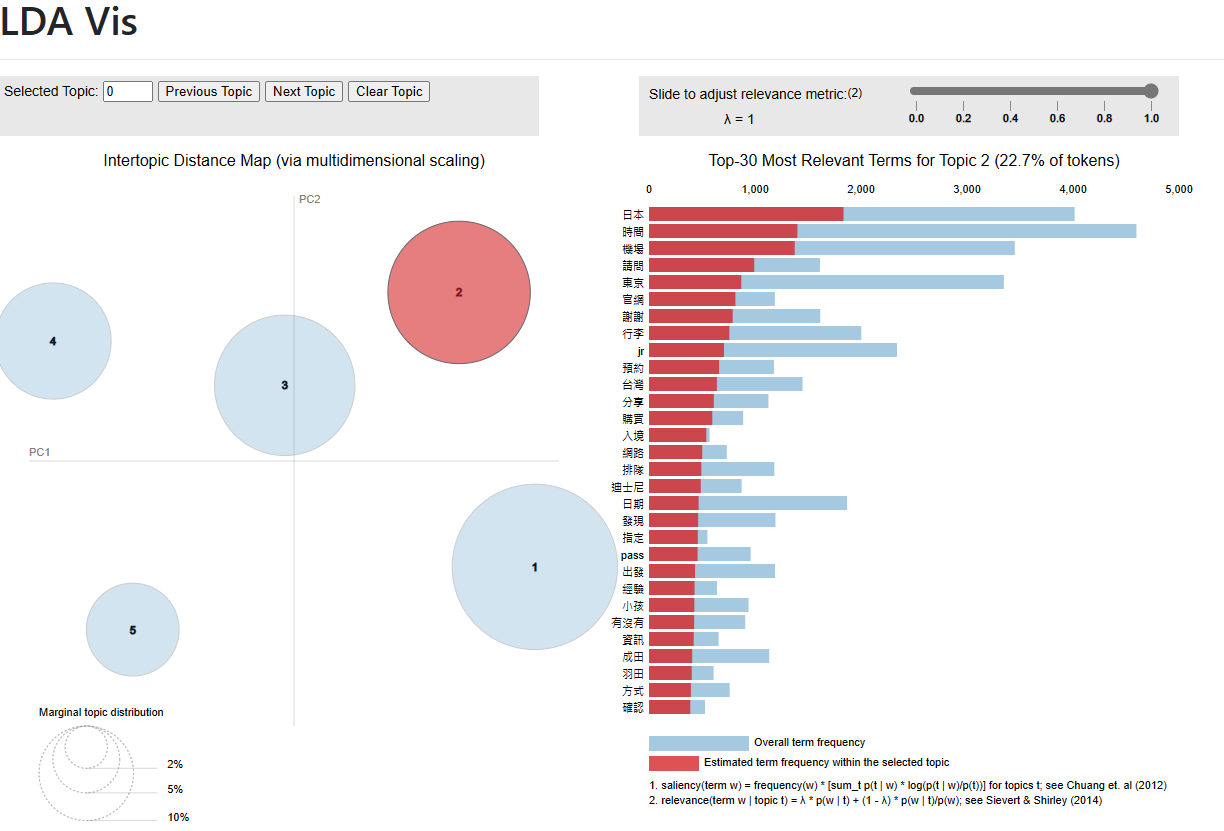 LDA Vis
Selected Topic: 0 Previous Topic Next Topic Clear Topic
Slide to adjust relevance metric:(2)
λ = 1
0.0 0.2 0.4 0.6 0.8 1.0
Intertopic Distance Map (via multidimensional scaling)
PC2
PC1
2
4
3
1
5
Marginal topic distribution
2%
5%
10%
Top-30 Most Relevant Terms for Topic 2 (22.7% of tokens)
0 1,000 2,000 3,000 4,000 5,000
日本
時間
機場
請問
東京
官網
謝謝
行李
jr
預約
台灣
分享
購買
入境
網路
排隊
迪士尼
日期
發現
指定
pass
出發
經驗
小孩
有沒有
資訊
成田
羽田
方式
確認
Overall term frequency
Estimated term frequency within the selected topic
1. saliency(term w) = frequency(w) * [sum_t p(t | w) * log(p(t | w)/p(t))] for topics t; see Chuang et. al (2012)
2. relevance(term w | topic t) = λ * p(w | t) + (1 - λ) * p(w | t)/p(w); see Sievert & Shirley (2014)